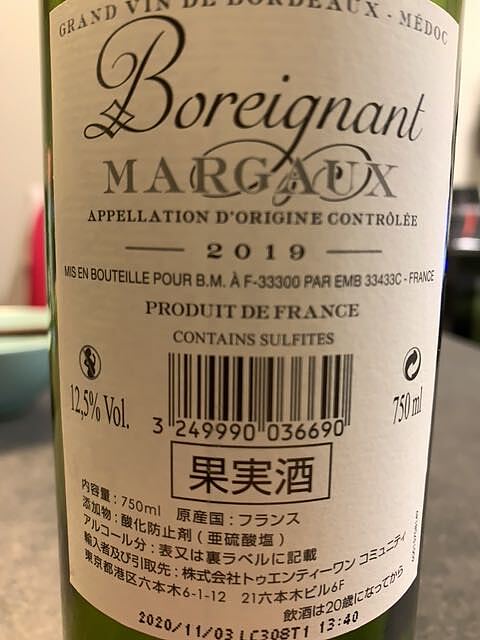 GRAND VIN DE BORDEAUX - MÉDOC
Boreignant
MARGAUX
APPELLATION D'ORIGINE CONTRÔLÉE
2019
MIS EN BOUTEILLE POUR B.M. À F-33300 PAR EMB 33433C - FRANCE
PRODUIT DE FRANCE
CONTAINS SULFITES
12,5% Vol.
750 ml
3 249990 036690
果実酒
内容量:750ml 原産国:フランス
添加物:酸化防止剤(亜硫酸塩)
アルコール分:表又は裏ラベルに記載
輸入者及び引取先:株式会社トゥエンティーワン コミュニティ
東京都港区六本木6-1-12 21六本木ビル6F
飲酒は20歳になってから
2020/11/03 LC308T1 13:40